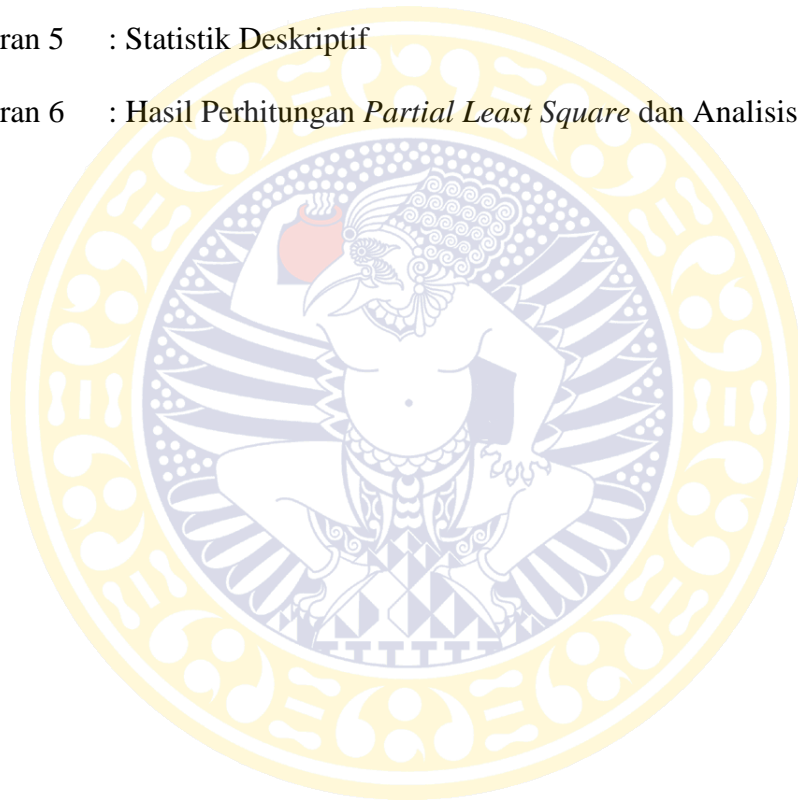 ran 5 : Statistik Deskriptif
ran 6 : Hasil Perhitungan Partial Least Square dan Analisis